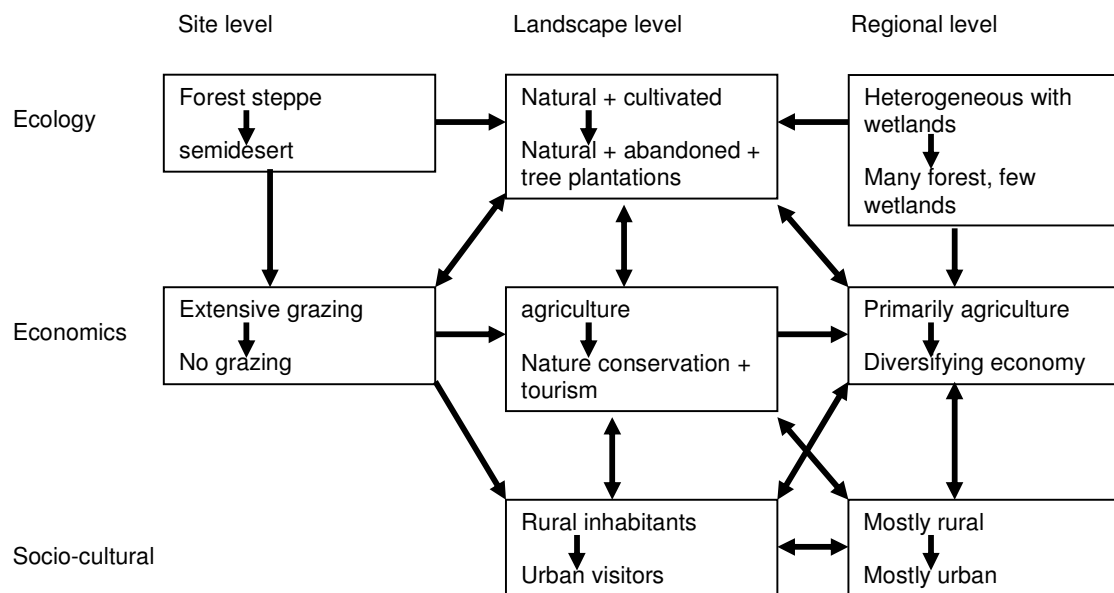 Site level
Landscape level
Regional level
Ecology
Forest steppe
semidesert
Natural + cultivated
Natural + abandoned +
tree plantations
Heterogeneous with
wetlands
Many forest, few
wetlands
Economics
Extensive grazing
No grazing
agriculture
Nature conservation +
tourism
Primarily agriculture
Diversifying economy
Socio-cultural
Rural inhabitants
Urban visitors
Mostly rural
Mostly urban